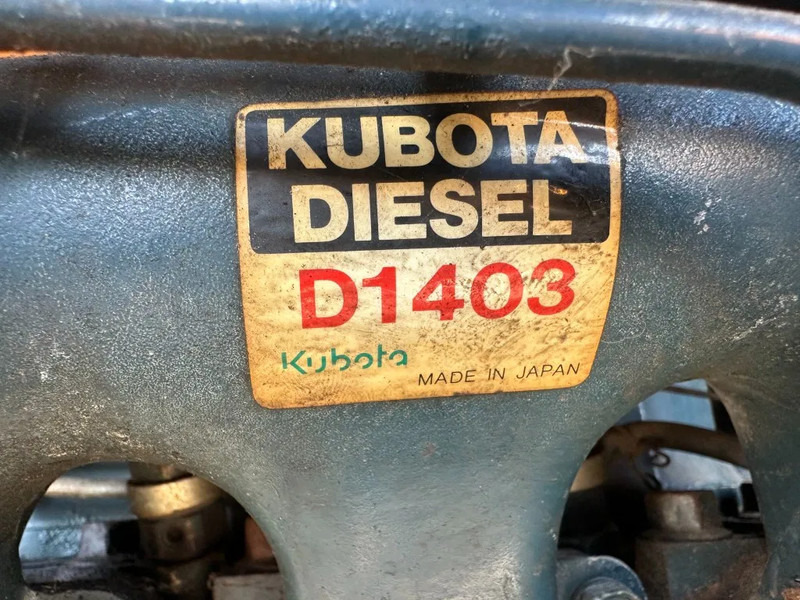 KUBOTA
DIESEL
D1403
Kubota
MADE IN JAPAN